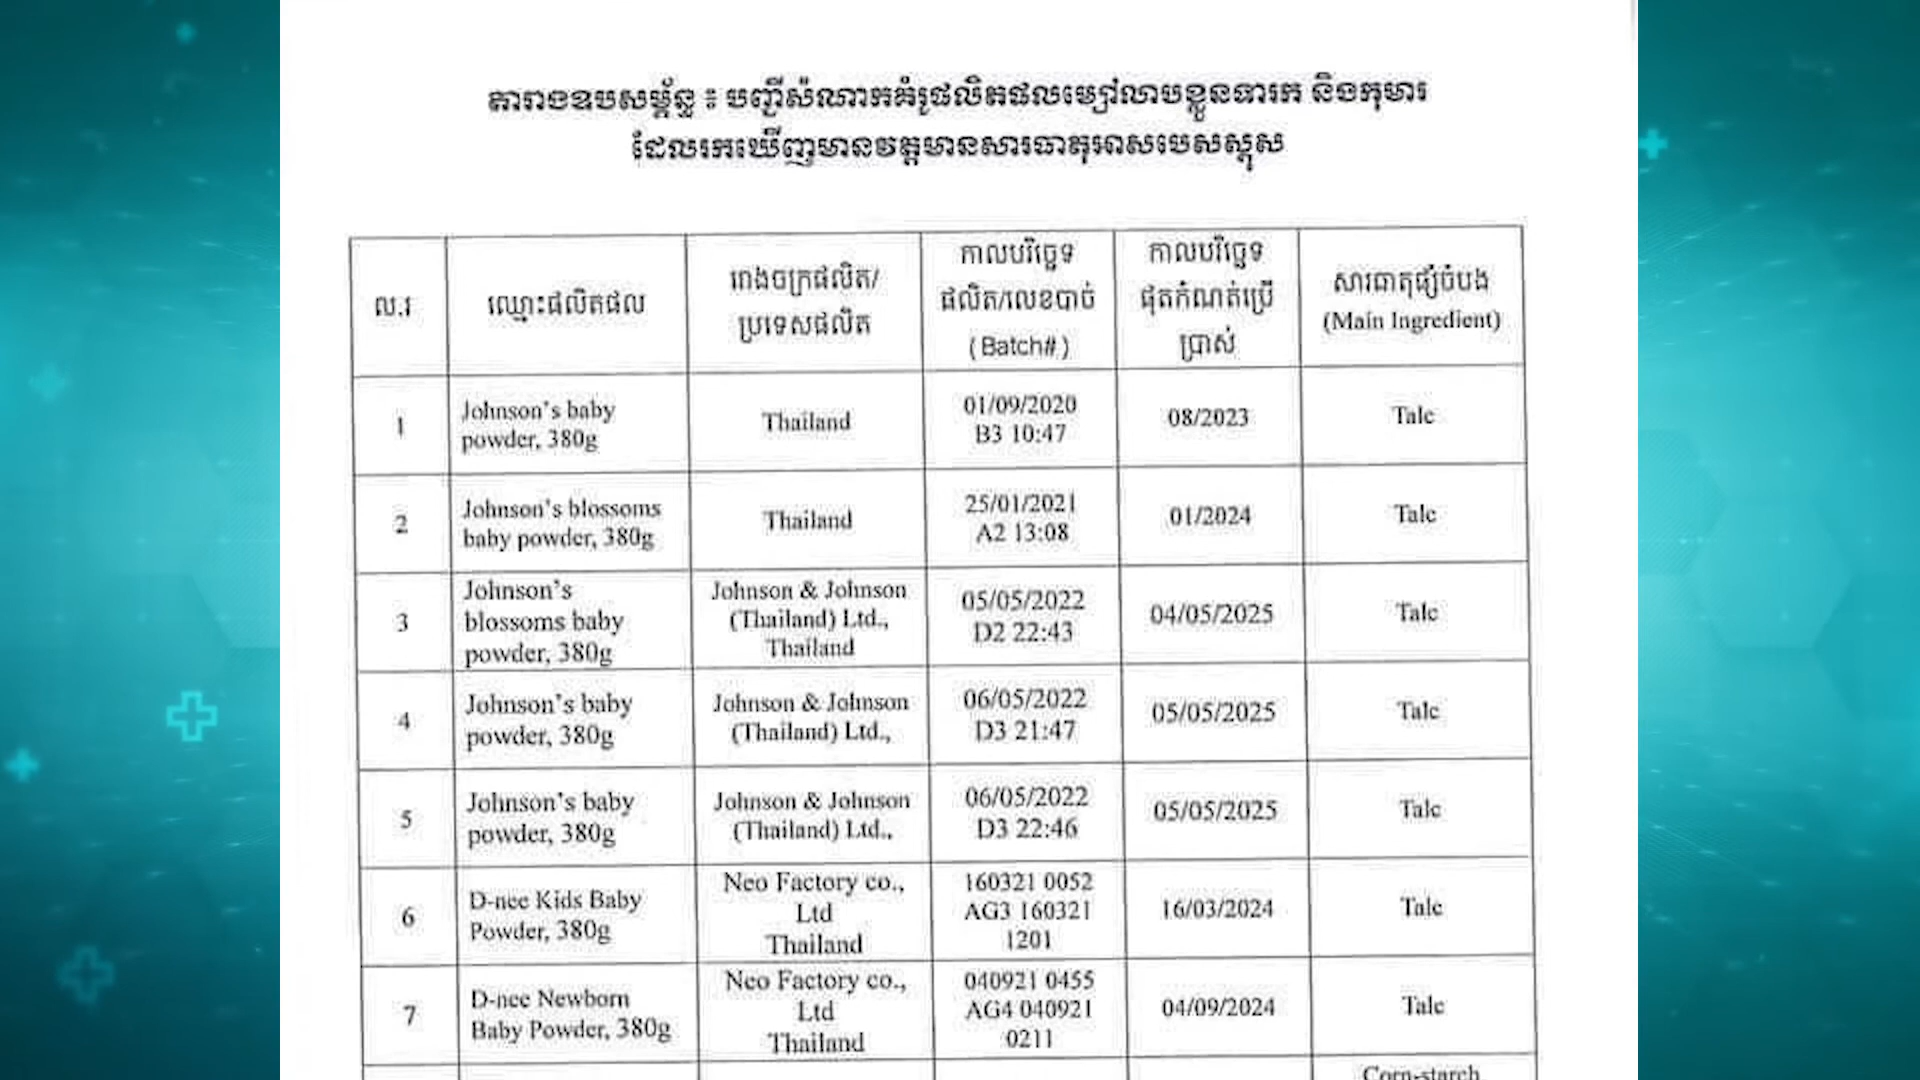 តារាងឧបសម្ព័ន្ធ ៖ បញ្ជីសំណាកគំរូផលិតផលម្សៅលាបខ្លួនទារក និងកុមារ
ដែលរកឃើញមានវត្តមានសារធាតុអាសបេសស្តុស
ល.រ
ឈ្មោះផលិតផល
រោងចក្រផលិត/
ប្រទេសផលិត
កាលបរិច្ឆេទ
ផលិត/លេខបាច់
(Batch#)
កាលបរិច្ឆេទ
ផុតកំណត់ប្រើ
ប្រាស់
សារធាតុផ្សំចំបង
(Main Ingredient)
1
Johnson's baby
powder, 380g
Thailand
01/09/2020
B3 10:47
08/2023
Talc
2
Johnson's blossoms
baby powder, 380g
Thailand
25/01/2021
A2 13:08
01/2024
Talc
3
Johnson's
blossoms baby
powder, 380g
Johnson & Johnson
(Thailand) Ltd.,
Thailand
05/05/2022
D2 22:43
04/05/2025
Talc
4
Johnson's baby
powder, 380g
Johnson & Johnson
(Thailand) Ltd.,
06/05/2022
D3 21:47
05/05/2025
Talc
5
Johnson's baby
powder, 380g
Johnson & Johnson
(Thailand) Ltd.,
06/05/2022
D3 22:46
05/05/2025
Talc
6
D-nee Kids Baby
Powder, 380g
Neo Factory co.,
Ltd
Thailand
160321 0052
AG3 160321
1201
16/03/2024
Talc
7
D-nee Newborn
Baby Powder, 380g
Neo Factory co.,
Ltd
Thailand
040921 0455
AG4 040921
0211
04/09/2024
Talc
Corn-starch,